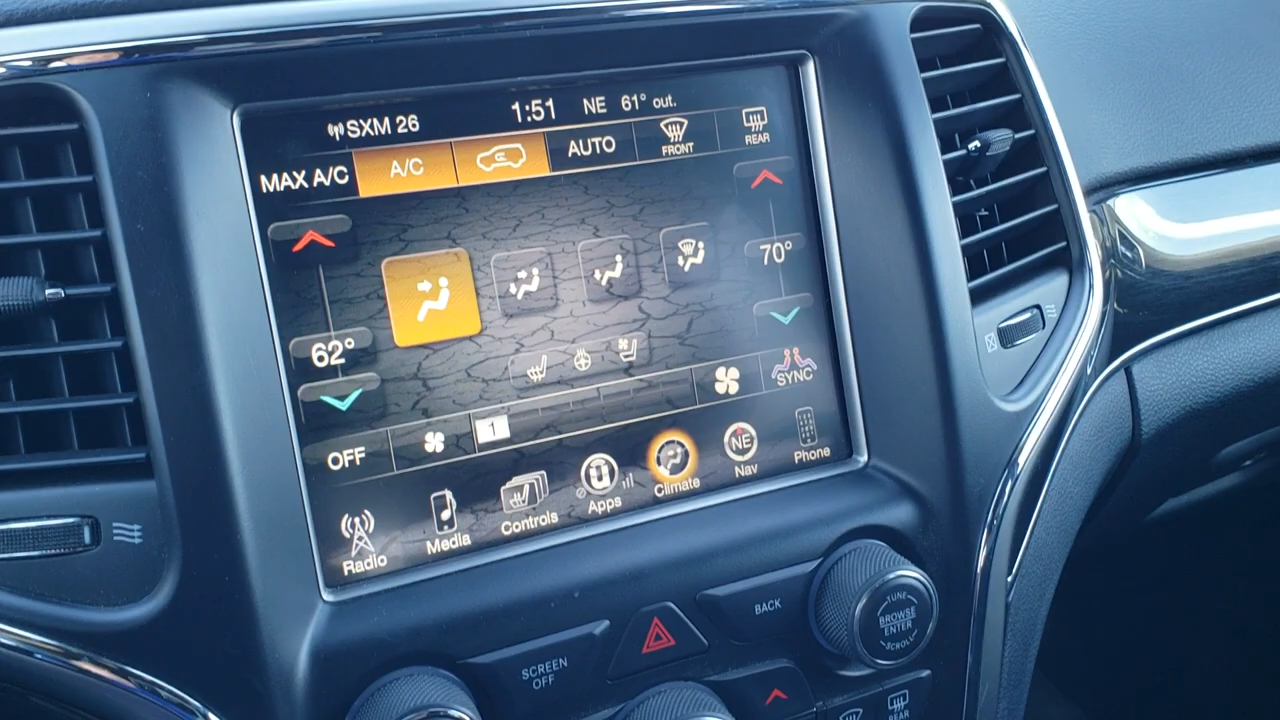 SXM 26
1:51
NE
61° out.
MAX A/C
A/C
AUTO
FRONT
REAR
70°
62°
SYNC
OFF
1
NE
Radio
Media
Controls
Apps
Climate
Nav
Phone
BACK
TUNE
BROWSE
ENTER
SCROLL
SCREEN
OFF
REAR